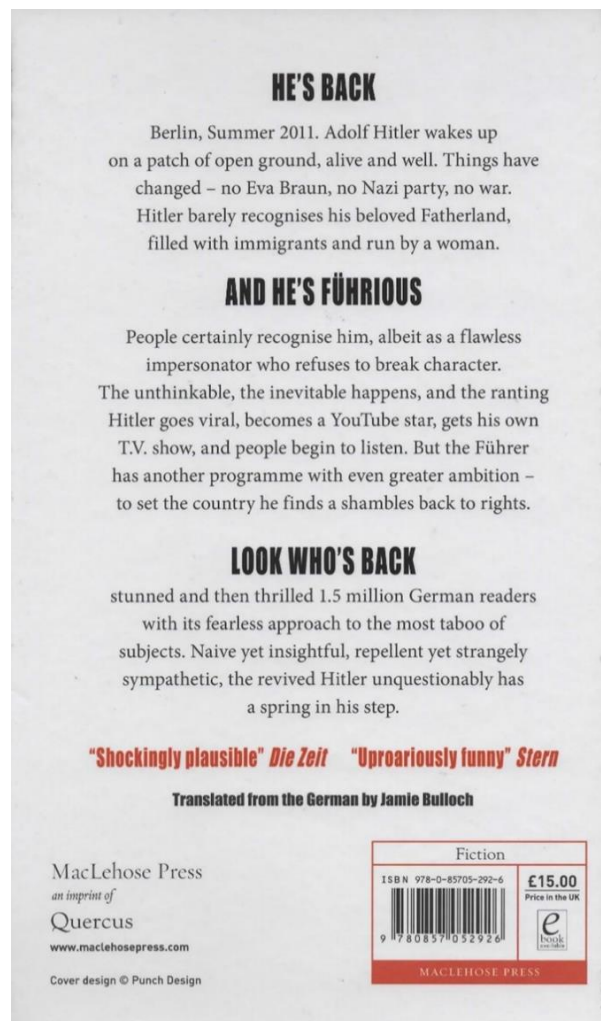 HE'S BACK
Berlin, Summer 2011. Adolf Hitler wakes up
on a patch of open ground, alive and well. Things have
changed – no Eva Braun, no Nazi party, no war.
Hitler barely recognises his beloved Fatherland,
filled with immigrants and run by a woman.
AND HE'S FÜHRIOUS
People certainly recognise him, albeit as a flawless
impersonator who refuses to break character.
The unthinkable, the inevitable happens, and the ranting
Hitler goes viral, becomes a YouTube star, gets his own
T.V. show, and people begin to listen. But the Führer
has another programme with even greater ambition –
to set the country he finds a shambles back to rights.
LOOK WHO'S BACK
stunned and then thrilled 1.5 million German readers
with its fearless approach to the most taboo of
subjects. Naive yet insightful, repellent yet strangely
sympathetic, the revived Hitler unquestionably has
a spring in his step.
“Shockingly plausible” Die Zeit “Uproariously funny” Stern
Translated from the German by Jamie Bulloch
MacLehose Press
an imprint of
Quercus
www.maclehosepress.com
Cover design © Punch Design
Fiction
ISBN 978-0-85705-292-6
9 780857 052926
£15.00
Price in the UK
e
book
available
MACLEHOSE PRESS